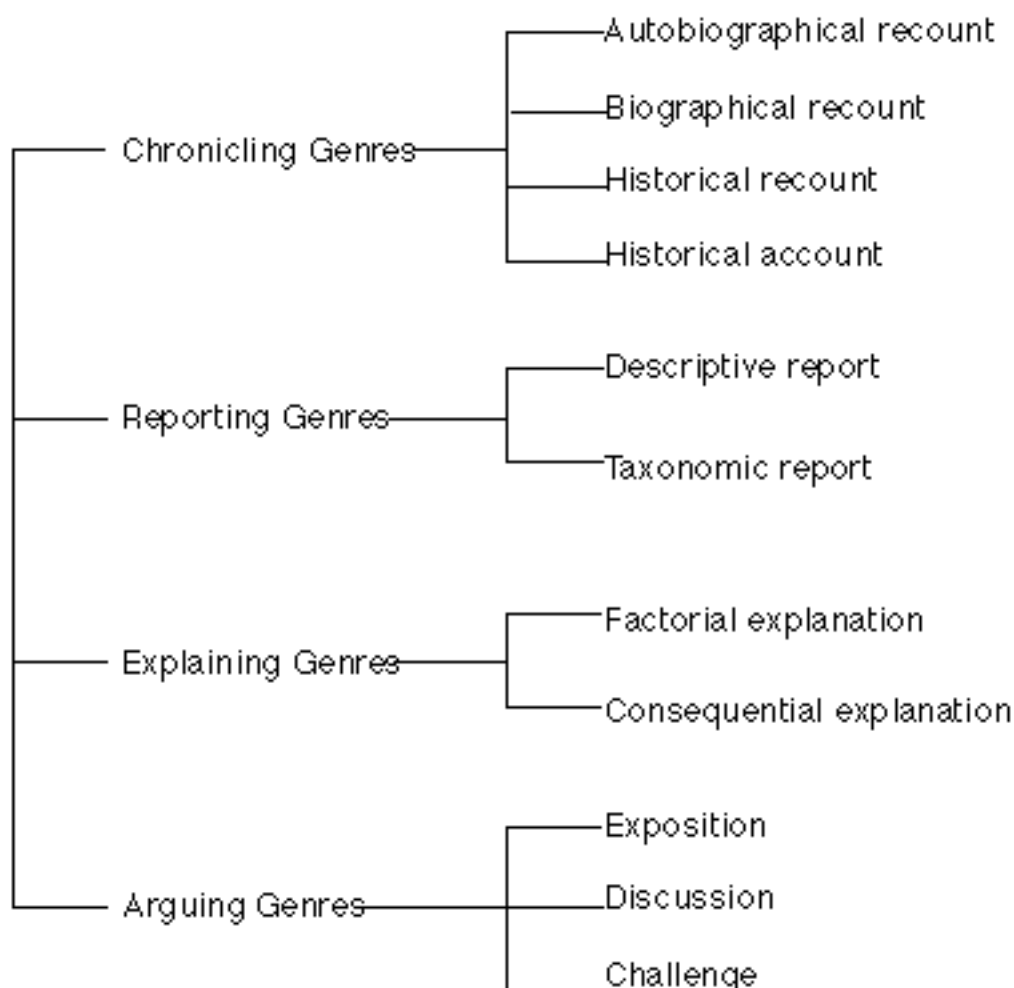 Autobiographical recount
Biographical recount
Chronicling Genres
Historical recount
Historical account
Descriptive report
Reporting Genres
Taxonomic report
Factorial explanation
Explaining Genres
Consequential explanation
Exposition
Arguing Genres
Discussion
Challenge